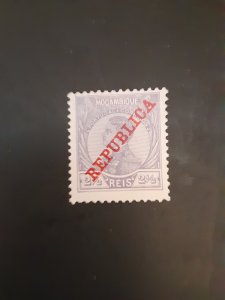 MOÇAMBIQUE
REPUBLICA
2½ REIS 2½